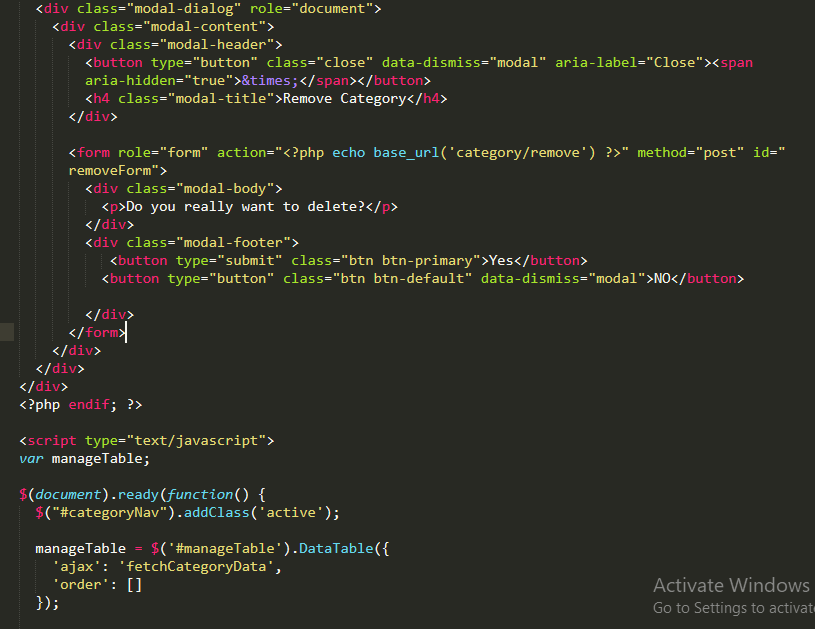 <div class="modal-dialog" role="document">
<div class="modal-content">
<div class="modal-header">
<button type="button" class="close" data-dismiss="modal" aria-label="Close"><span
aria-hidden="true">&times;</span></button>
<h4 class="modal-title">Remove Category</h4>
</div>
<form role="form" action="<?php echo base_url('category/remove') ?>" method="post" id="
removeForm">
<div class="modal-body">
<p>Do you really want to delete?</p>
</div>
<div class="modal-footer">
<button type="submit" class="btn btn-primary">Yes</button>
<button type="button" class="btn btn-default" data-dismiss="modal">NO</button>
</div>
</form>
</div>
</div>
</div>
<?php endif; ?>
<script type="text/javascript">
var manageTable;
$(document).ready(function() {
$("#categoryNav").addClass('active');
manageTable = $('#manageTable').DataTable({
'ajax': 'fetchCategoryData',
'order': []
});
Activate Windows
Go to Settings to activat